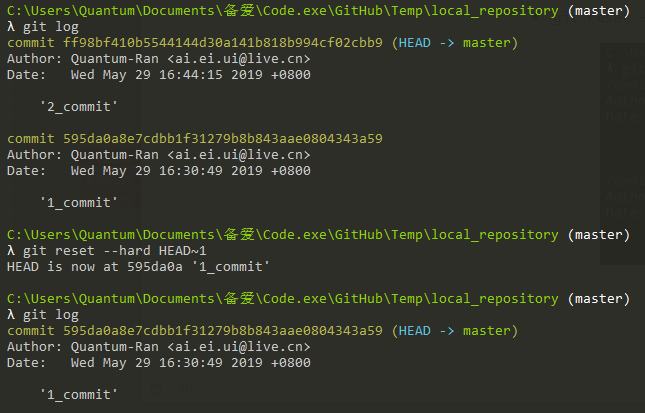 C:\Users\Quantum\Documents\备爱\Code.exe\GitHub\Temp\local_repository (master)
λ git log
commit ff98bf410b5544144d30a141b818b994cf02cbb9 (HEAD -> master)
Author: Quantum-Ran <ai.ei.ui@live.cn>
Date:   Wed May 29 16:44:15 2019 +0800
'2_commit'
commit 595da0a8e7cdbb1f31279b8b843aae0804343a59
Author: Quantum-Ran <ai.ei.ui@live.cn>
Date:   Wed May 29 16:30:49 2019 +0800
'1_commit'
C:\Users\Quantum\Documents\备爱\Code.exe\GitHub\Temp\local_repository (master)
λ git reset --hard HEAD~1
HEAD is now at 595da0a '1_commit'
C:\Users\Quantum\Documents\备爱\Code.exe\GitHub\Temp\local_repository (master)
λ git log
commit 595da0a8e7cdbb1f31279b8b843aae0804343a59 (HEAD -> master)
Author: Quantum-Ran <ai.ei.ui@live.cn>
Date:   Wed May 29 16:30:49 2019 +0800
'1_commit'